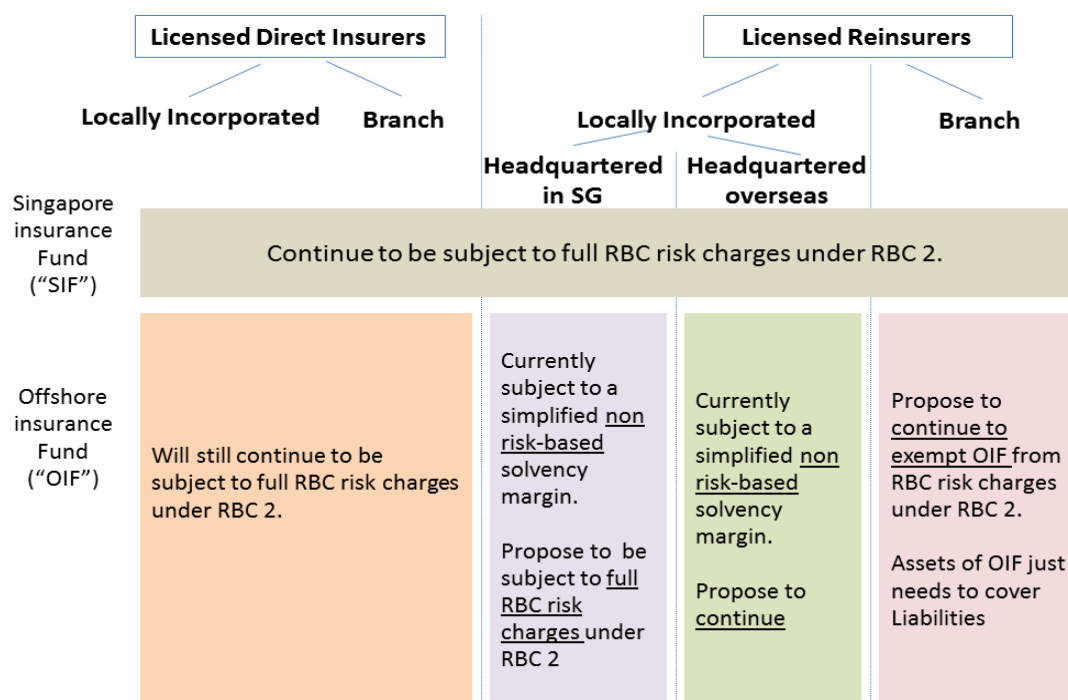 Licensed Direct Insurers
Licensed Reinsurers
Locally Incorporated
Branch
Locally Incorporated
Branch
Headquartered
in SG
Headquartered
overseas
Singapore
insurance
Fund
(“SIF”)
Continue to be subject to full RBC risk charges under RBC 2.
Offshore
insurance
Fund
(“OIF”)
Will still continue to be
subject to full RBC risk charges
under RBC 2.
Currently
subject to a
simplified non
risk-based
solvency
margin.
Propose to be
subject to full
RBC risk
charges under
RBC 2
Currently
subject to a
simplified non
risk-based
solvency
margin.
Propose to
continue
Propose to
continue to
exempt OIF from
RBC risk charges
under RBC 2.
Assets of OIF just
needs to cover
Liabilities